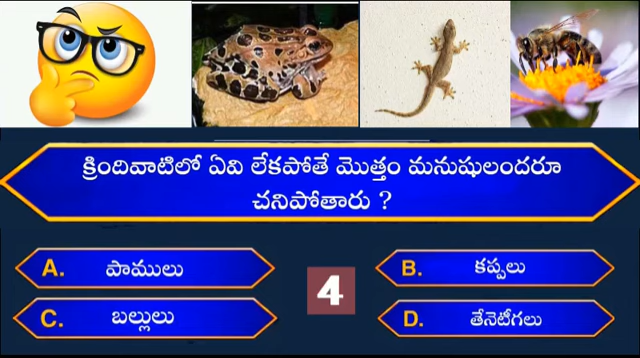 క్రిందివాటిలో ఏవి లేకపోతే మొత్తం మనుషులందరూ
చనిపోతారు ?
A. పాములు
B. కప్పలు
4
C. బల్లులు
D. తేనెటీగలు